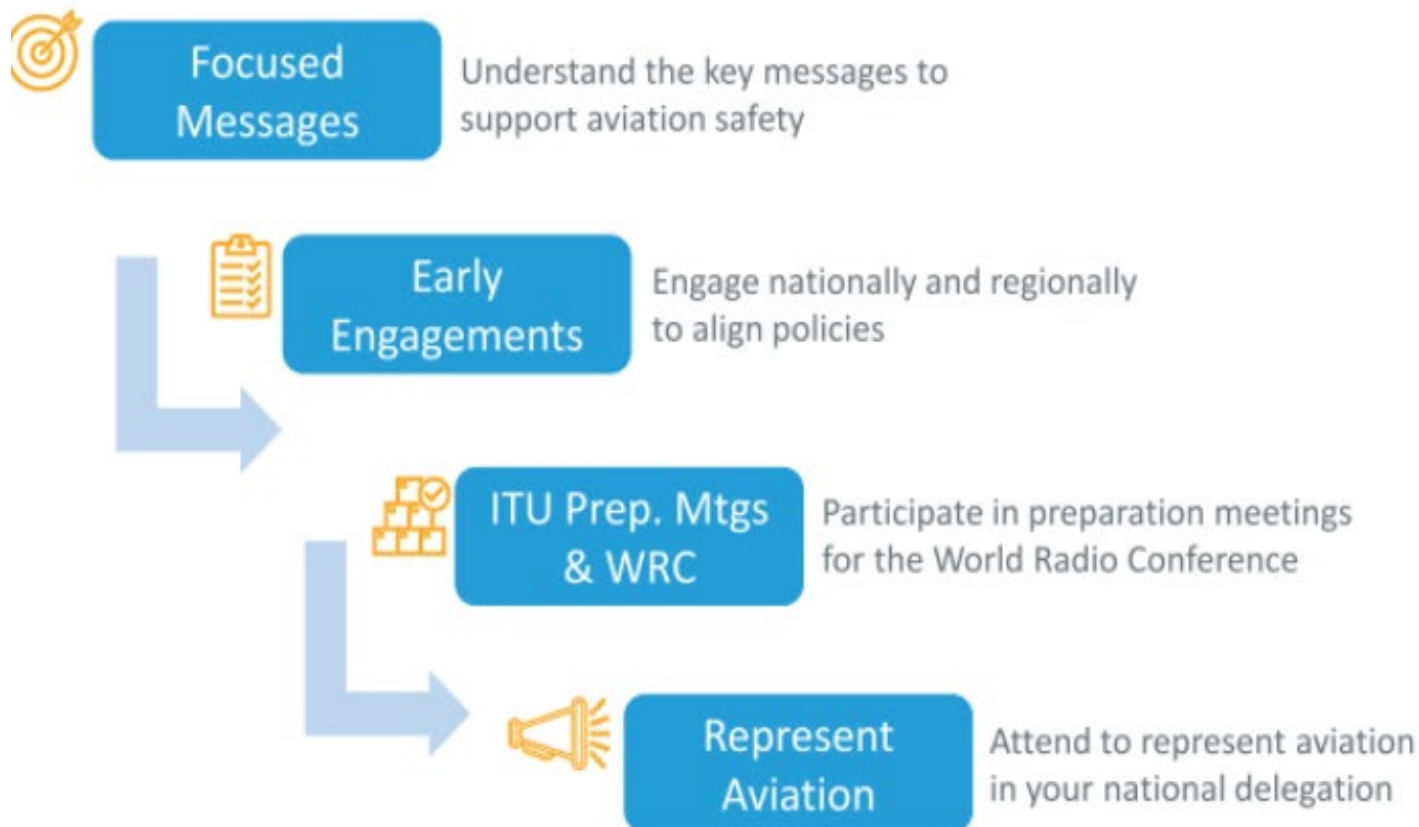 Focused
Messages
Understand the key messages to
support aviation safety
Early
Engagements
Engage nationally and regionally
to align policies
ITU Prep. Mtgs
& WRC
Participate in preparation meetings
for the World Radio Conference
Represent
Aviation
Attend to represent aviation
in your national delegation